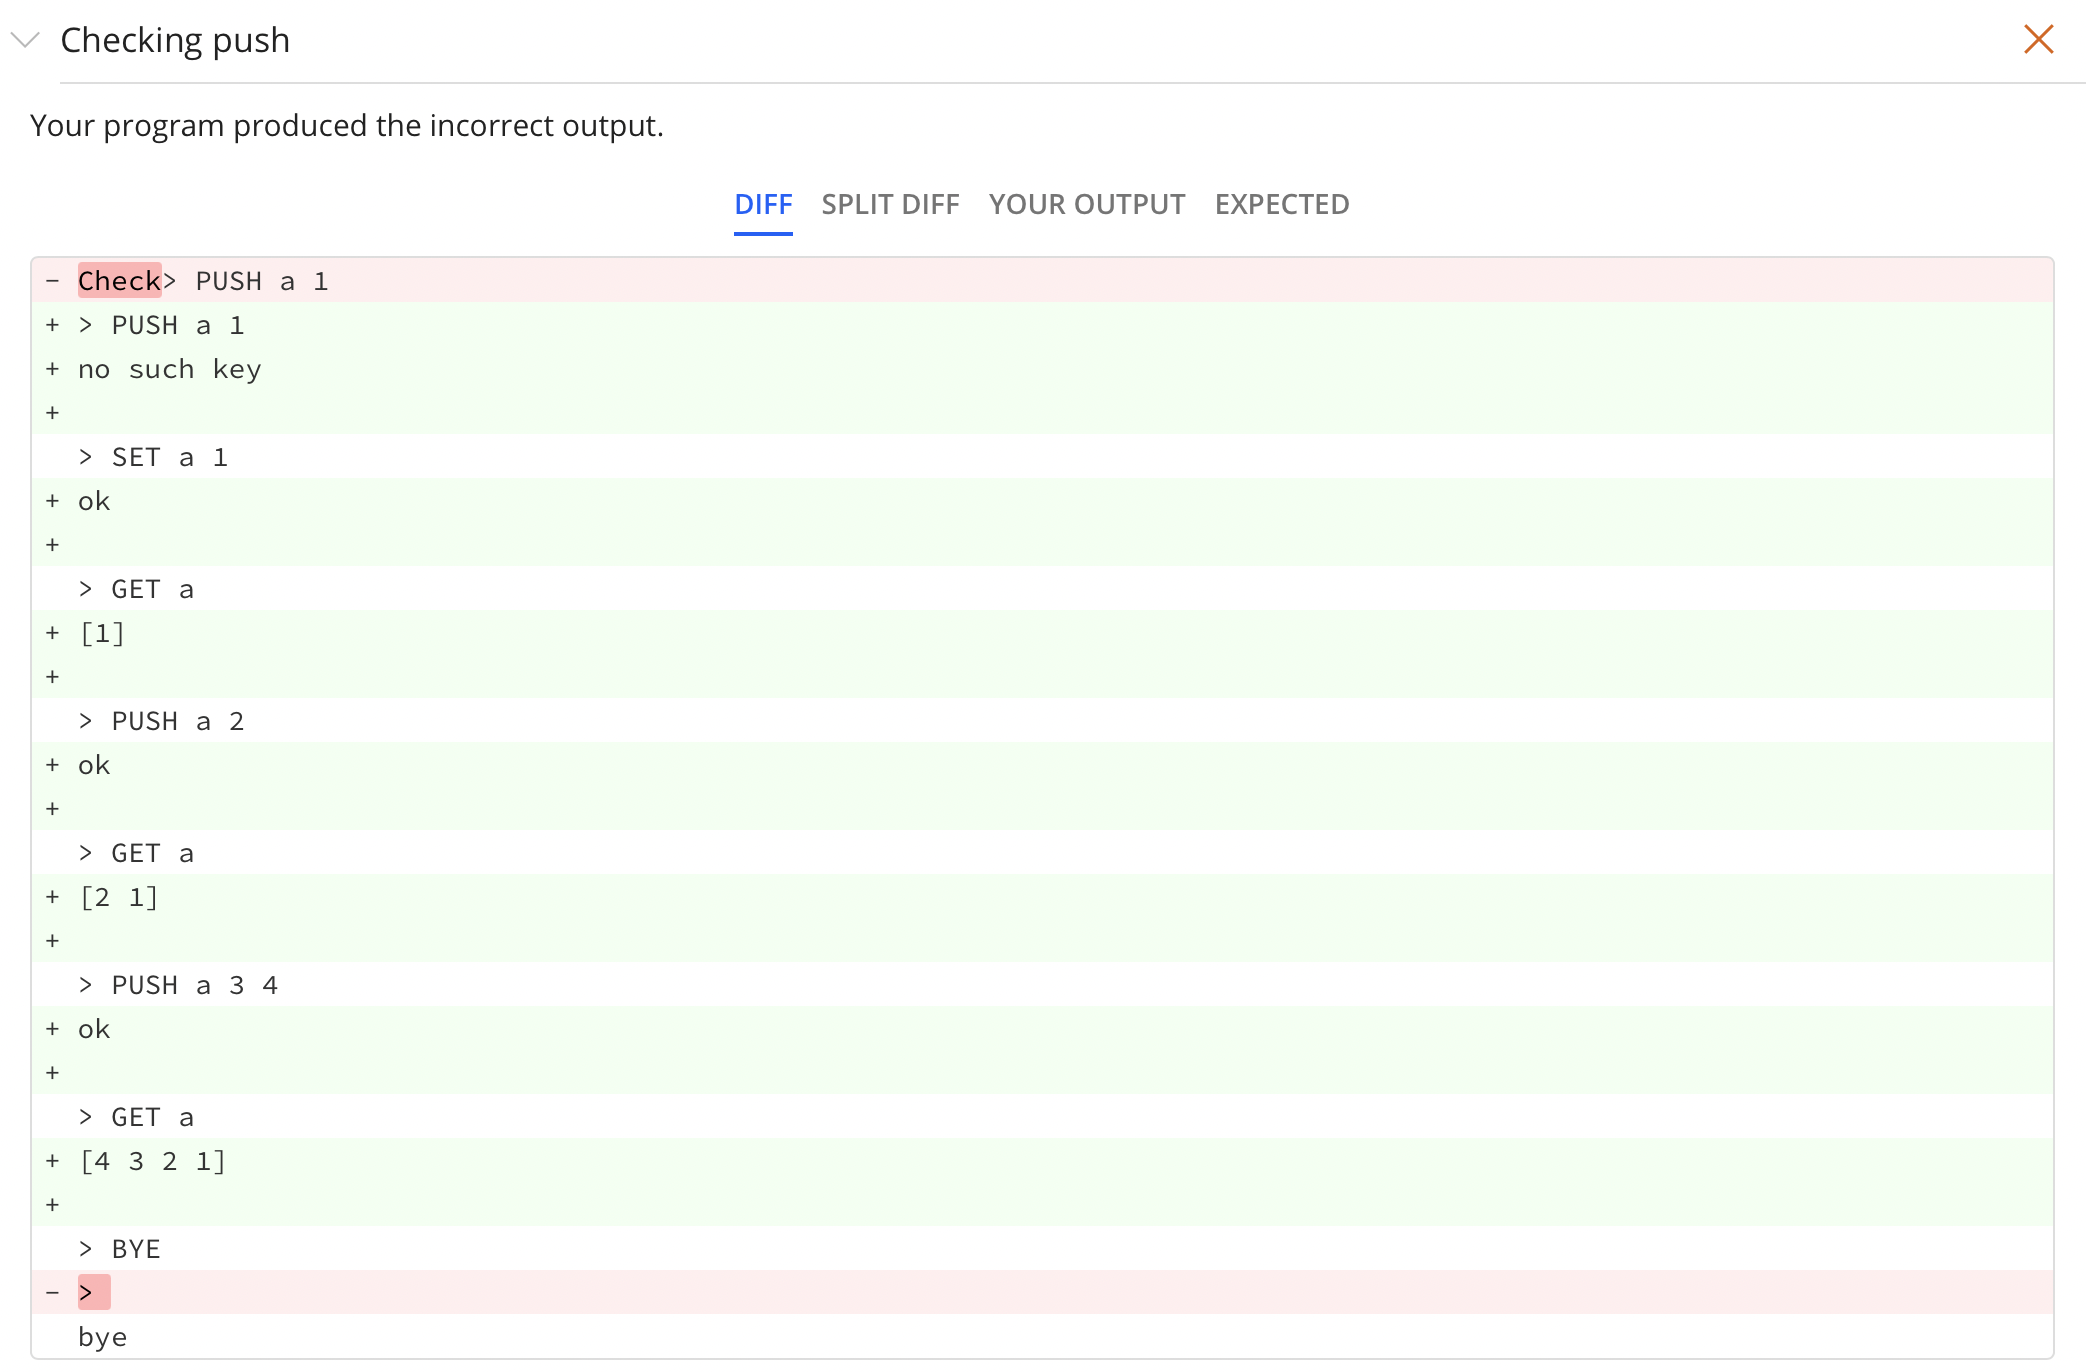 Checking push
Your program produced the incorrect output.
DIFF SPLIT DIFF YOUR OUTPUT EXPECTED
- Check> PUSH a 1
+ > PUSH a 1
+ no such key
+
> SET a 1
+ ok
+
> GET a
+ [1]
+
> PUSH a 2
+ ok
+
> GET a
+ [2 1]
+
> PUSH a 3 4
+ ok
+
> GET a
+ [4 3 2 1]
+
> BYE
- >
bye